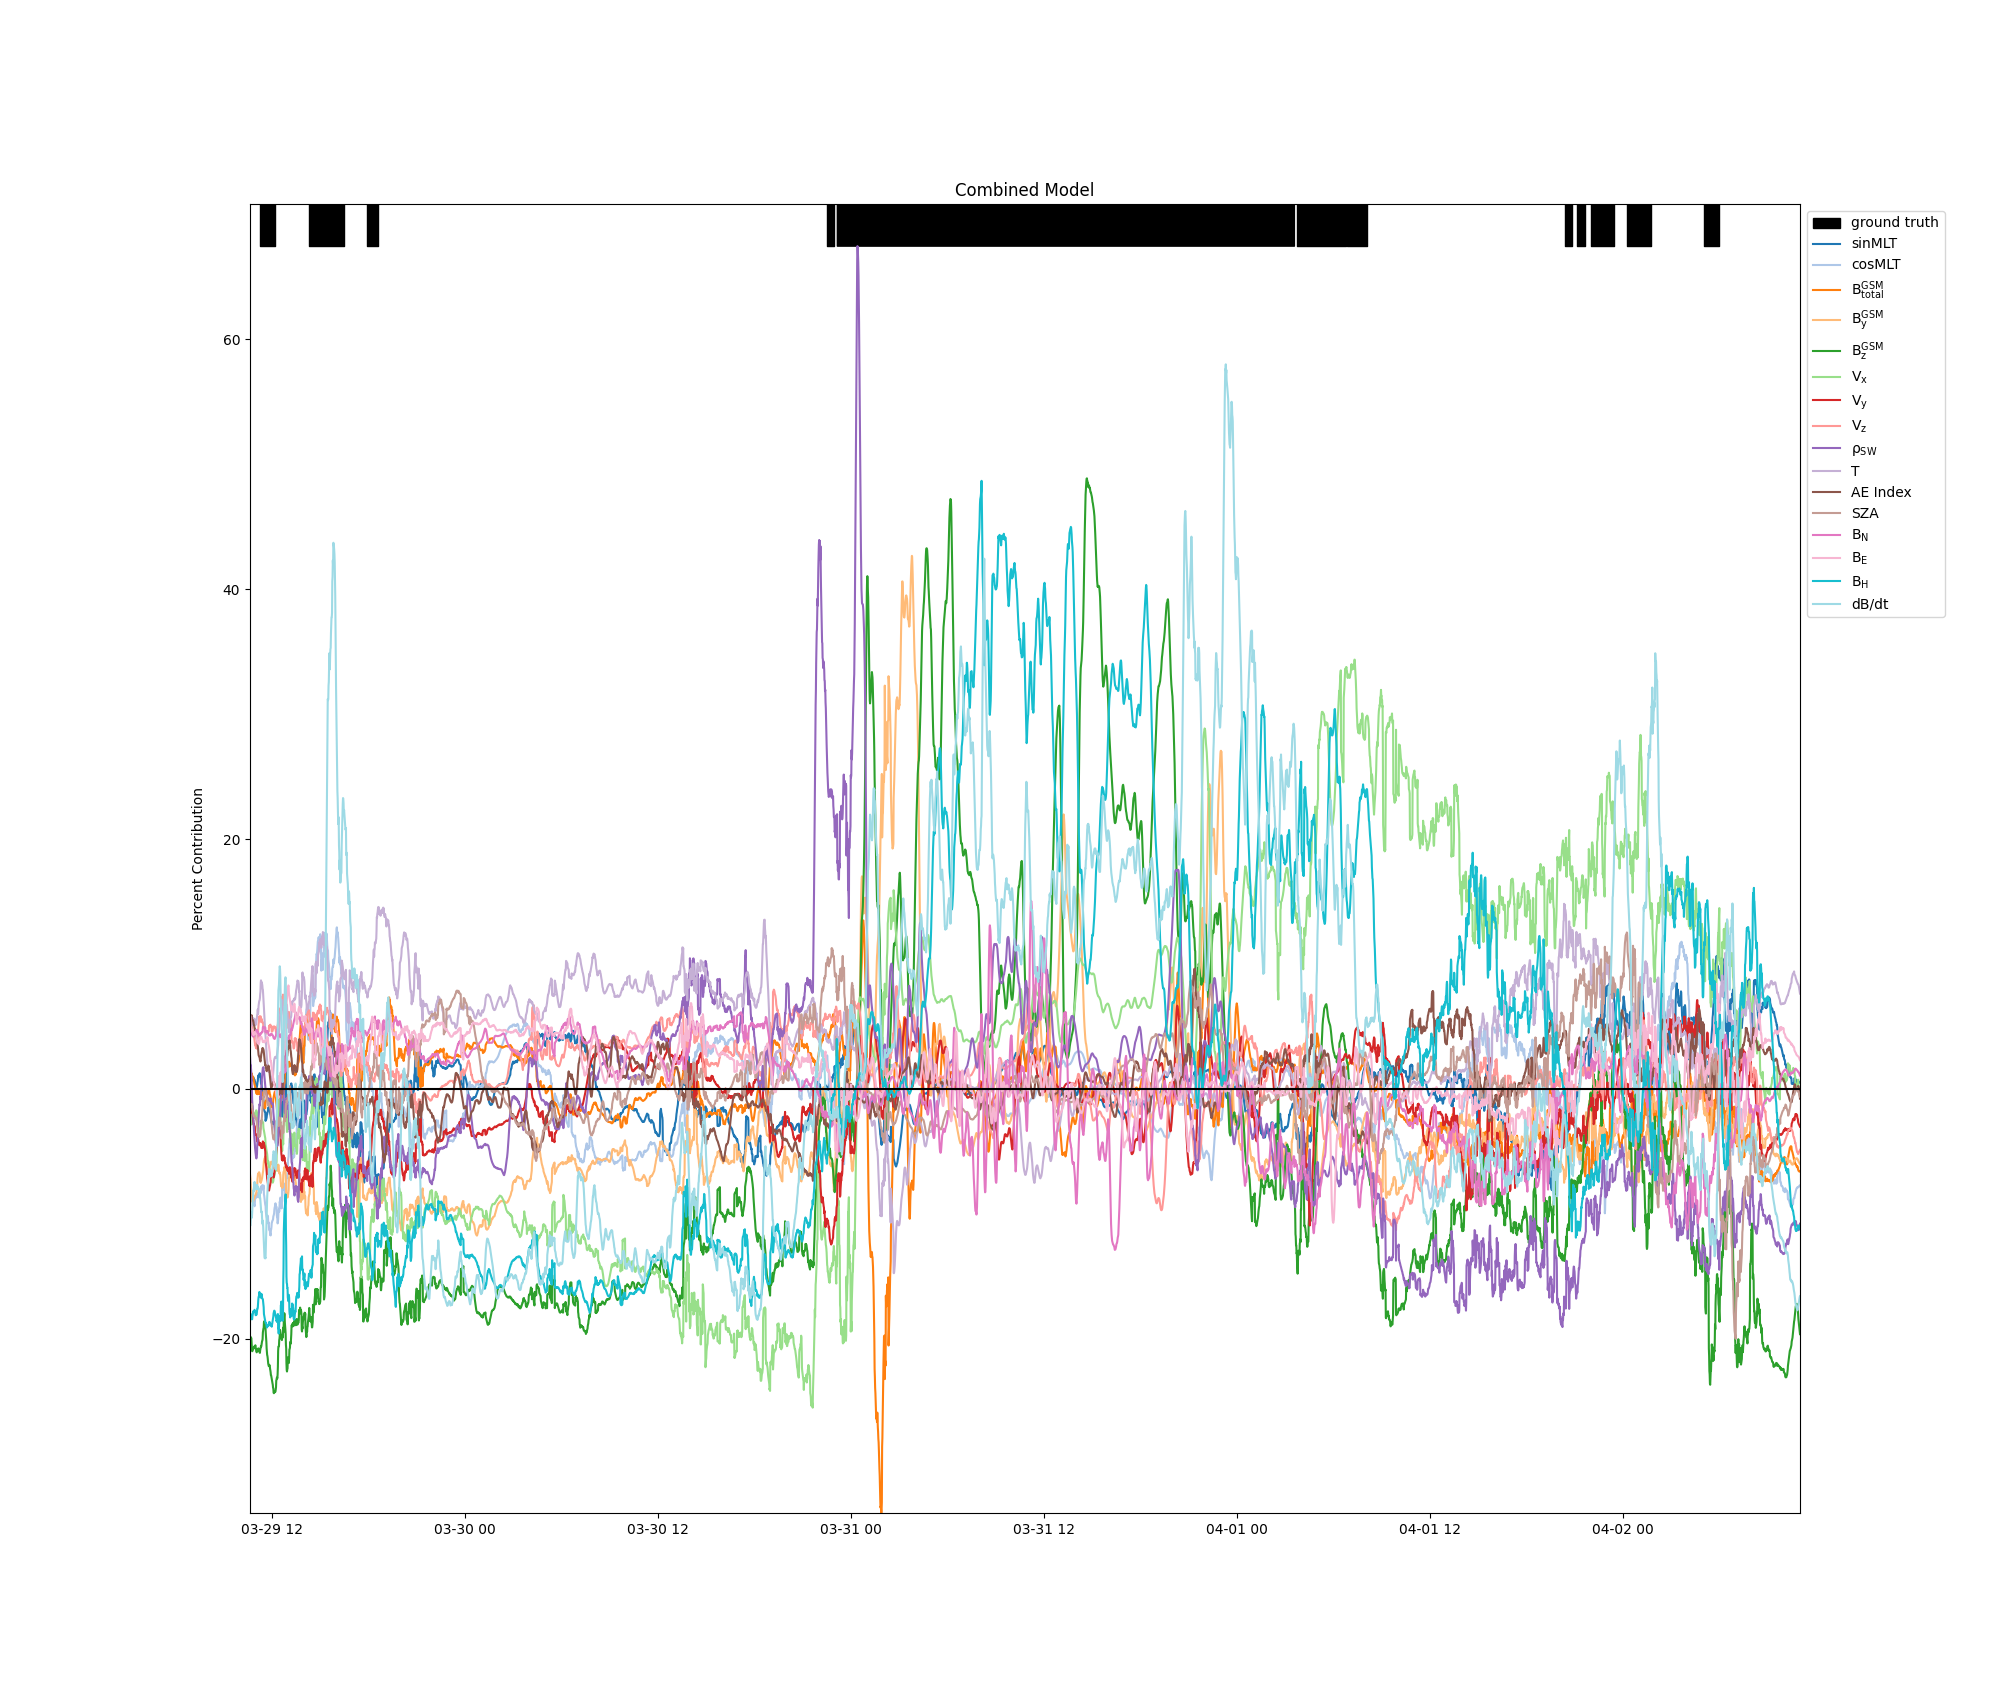 Combined Model
Percent Contribution
60
40
20
0
−20
03-29 12
03-30 00
03-30 12
03-31 00
03-31 12
04-01 00
04-01 12
04-02 00
ground truth
sinMLT
cosMLT
B_total^GSM
B_y^GSM
B_z^GSM
V_x
V_y
V_z
ρ_SW
T
AE Index
SZA
B_N
B_E
B_H
dB/dt